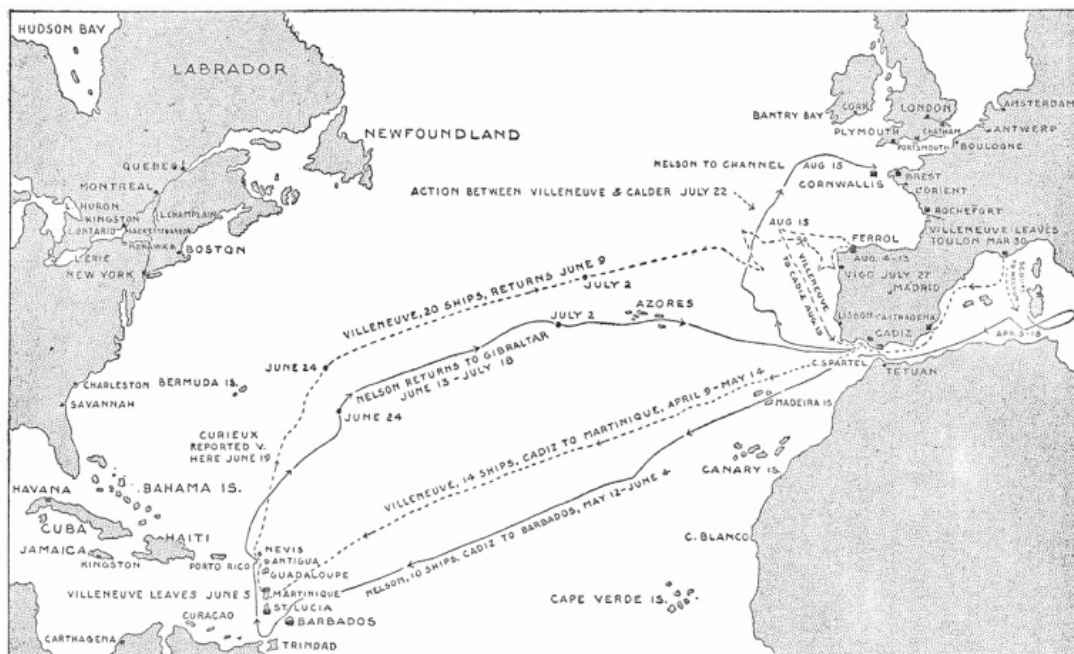 HUDSON BAY
LABRADOR
NEWFOUNDLAND
QUEBEC
MONTREAL
HURON
KINGSTON
L.CHAMPLAIN
L.ONTARIO
SACKETTSHARBOR
MOHAWK
BOSTON
L.ERIE
NEW YORK
CORK
BANTRY BAY
LONDON
CHATHAM
PLYMOUTH
PORTSMOUTH
AMSTERDAM
ANTWERP
BOULOGNE
NELSON TO CHANNEL
AUG 15
CORNWALLIS
BREST
L'ORIENT
ACTION BETWEEN VILLENEUVE & CALDER JULY 22
ROCHEFORT
AUG 15
VILLENEUVE LEAVES
TOULON MAR 30
FERROL
AUG. 4-13
VIGO JULY 27
MADRID
VILLENEUVE
TO CADIZ AUG 19
LISBON
CARTHAGENA
CADIZ
APR. 5-18
C. SPARTEL
TETUAN
VILLENEUVE, 20 SHIPS, RETURNS JUNE 9
JULY 2
AZORES
JULY 2
JUNE 24
NELSON RETURNS TO GIBRALTAR
JUNE 13 - JULY 18
JUNE 24
CHARLESTON
BERMUDA IS.
SAVANNAH
CURIEUX
REPORTED V.
HERE JUNE 19
VILLENEUVE, 14 SHIPS, CADIZ TO MARTINIQUE, APRIL 9-MAY 14
MADEIRA IS.
CANARY IS.
NELSON, 10 SHIPS, CADIZ TO BARBADOS, MAY 12-JUNE 4
C. BLANCO
CAPE VERDE IS.
HAVANA
BAHAMA IS.
CUBA
HAITI
JAMAICA
KINGSTON
PORTO RICO
NEVIS
ANTIGUA
GUADALOUPE
VILLENEUVE LEAVES JUNE 5
MARTINIQUE
ST. LUCIA
CURAÇAO
BARBADOS
CARTHAGENA
TRINDAD